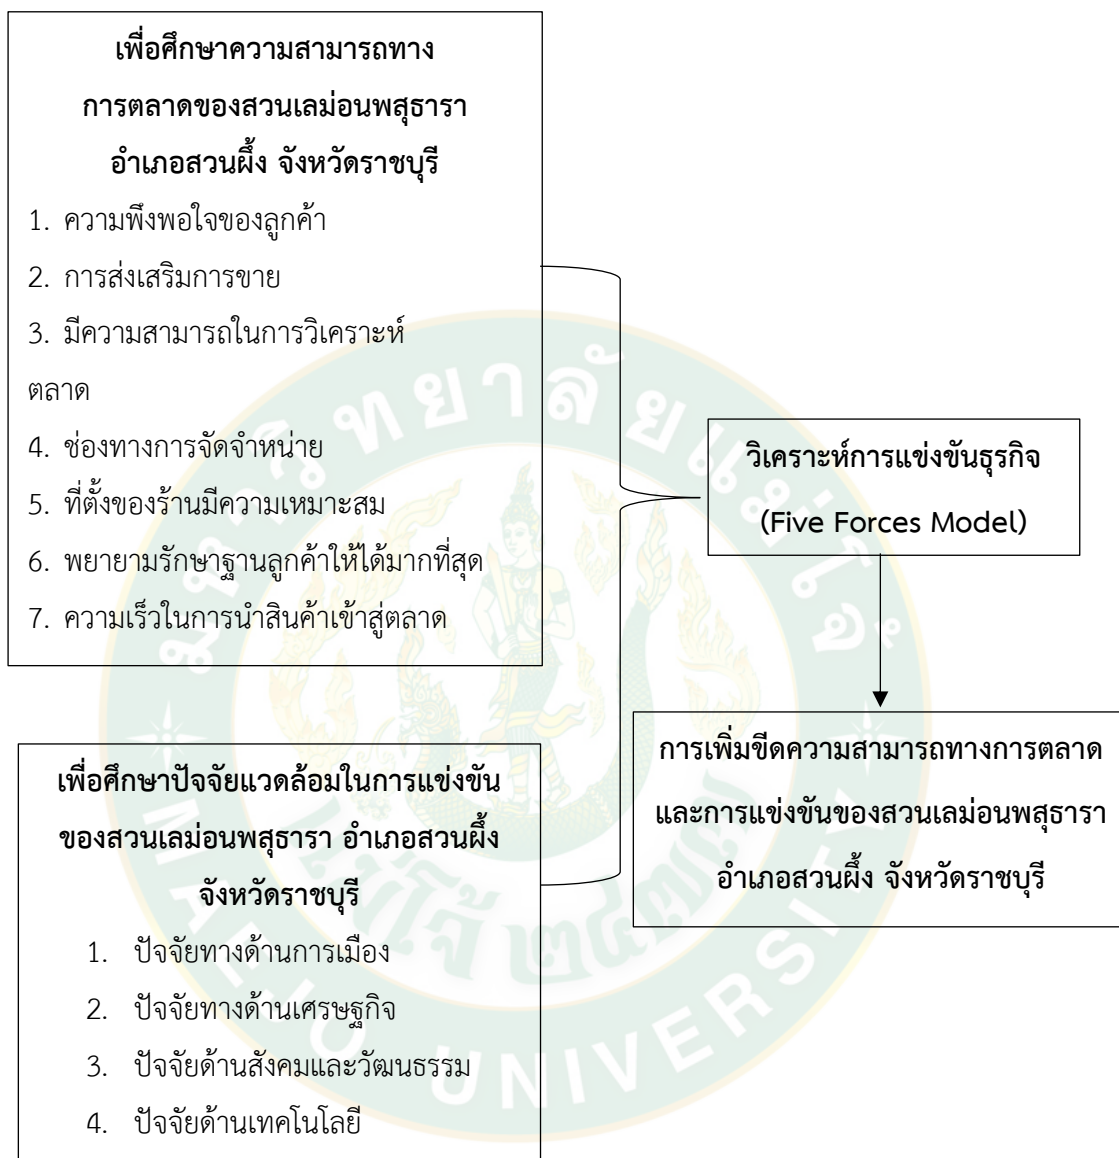 เพื่อศึกษาความสามารถทาง
การตลาดของสวนเลม่อนพสุธารา
อำเภอสวนผึ้ง จังหวัดราชบุรี
1. ความพึงพอใจของลูกค้า
2. การส่งเสริมการขาย
3. มีความสามารถในการวิเคราะห์
ตลาด
4. ช่องทางการจัดจำหน่าย
5. ที่ตั้งของร้านมีความเหมาะสม
6. พยายามรักษาฐานลูกค้าให้ได้มากที่สุด
7. ความเร็วในการนำสินค้าเข้าสู่ตลาด
เพื่อศึกษาปัจจัยแวดล้อมในการแข่งขัน
ของสวนเลม่อนพสุธารา อำเภอสวนผึ้ง
จังหวัดราชบุรี
1. ปัจจัยทางด้านการเมือง
2. ปัจจัยทางด้านเศรษฐกิจ
3. ปัจจัยด้านสังคมและวัฒนธรรม
4. ปัจจัยด้านเทคโนโลยี
วิเคราะห์การแข่งขันธุรกิจ
(Five Forces Model)
การเพิ่มขีดความสามารถทางการตลาด
และการแข่งขันของสวนเลม่อนพสุธารา
อำเภอสวนผึ้ง จังหวัดราชบุรี
มหาวิทยาลัยแม่โจ้
แม่โจ้ ๒๔๗๗
MAEJO UNIVERSITY